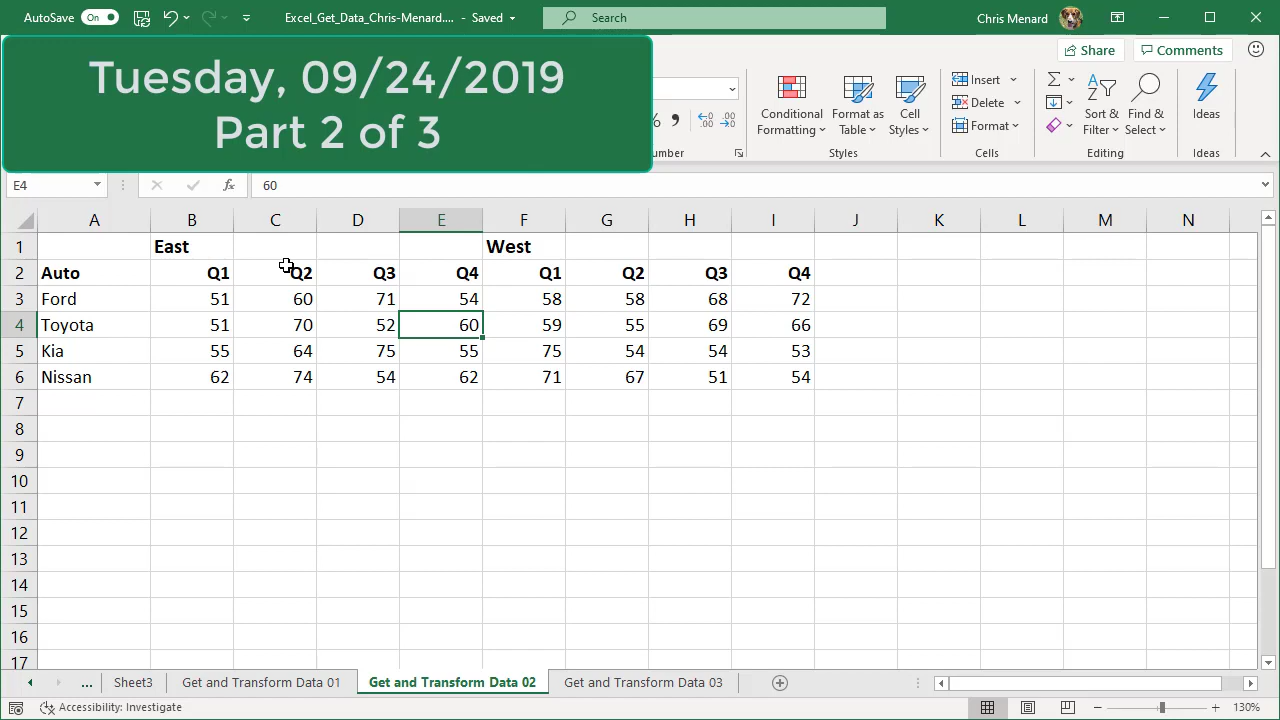 AutoSave On Excel_Get_Data_Chris-Menard.... - Saved Search Chris Menard
Tuesday, 09/24/2019
Part 2 of 3
Share Comments
Conditional Formatting Format as Table Cell Styles
Insert
Delete
Format
Sort & Filter Find & Select Ideas
% , umber Styles Cells Editing Ideas
E4 fx 60
A B C D E F G H I J K L M N
1 East West
2 Auto Q1 Q2 Q3 Q4 Q1 Q2 Q3 Q4
3 Ford 51 60 71 54 58 58 68 72
4 Toyota 51 70 52 60 59 55 69 66
5 Kia 55 64 75 55 75 54 54 53
6 Nissan 62 74 54 62 71 67 51 54
7
8
9
10
11
12
13
14
15
16
17
... Sheet3 Get and Transform Data 01 Get and Transform Data 02 Get and Transform Data 03
Accessibility: Investigate 130%